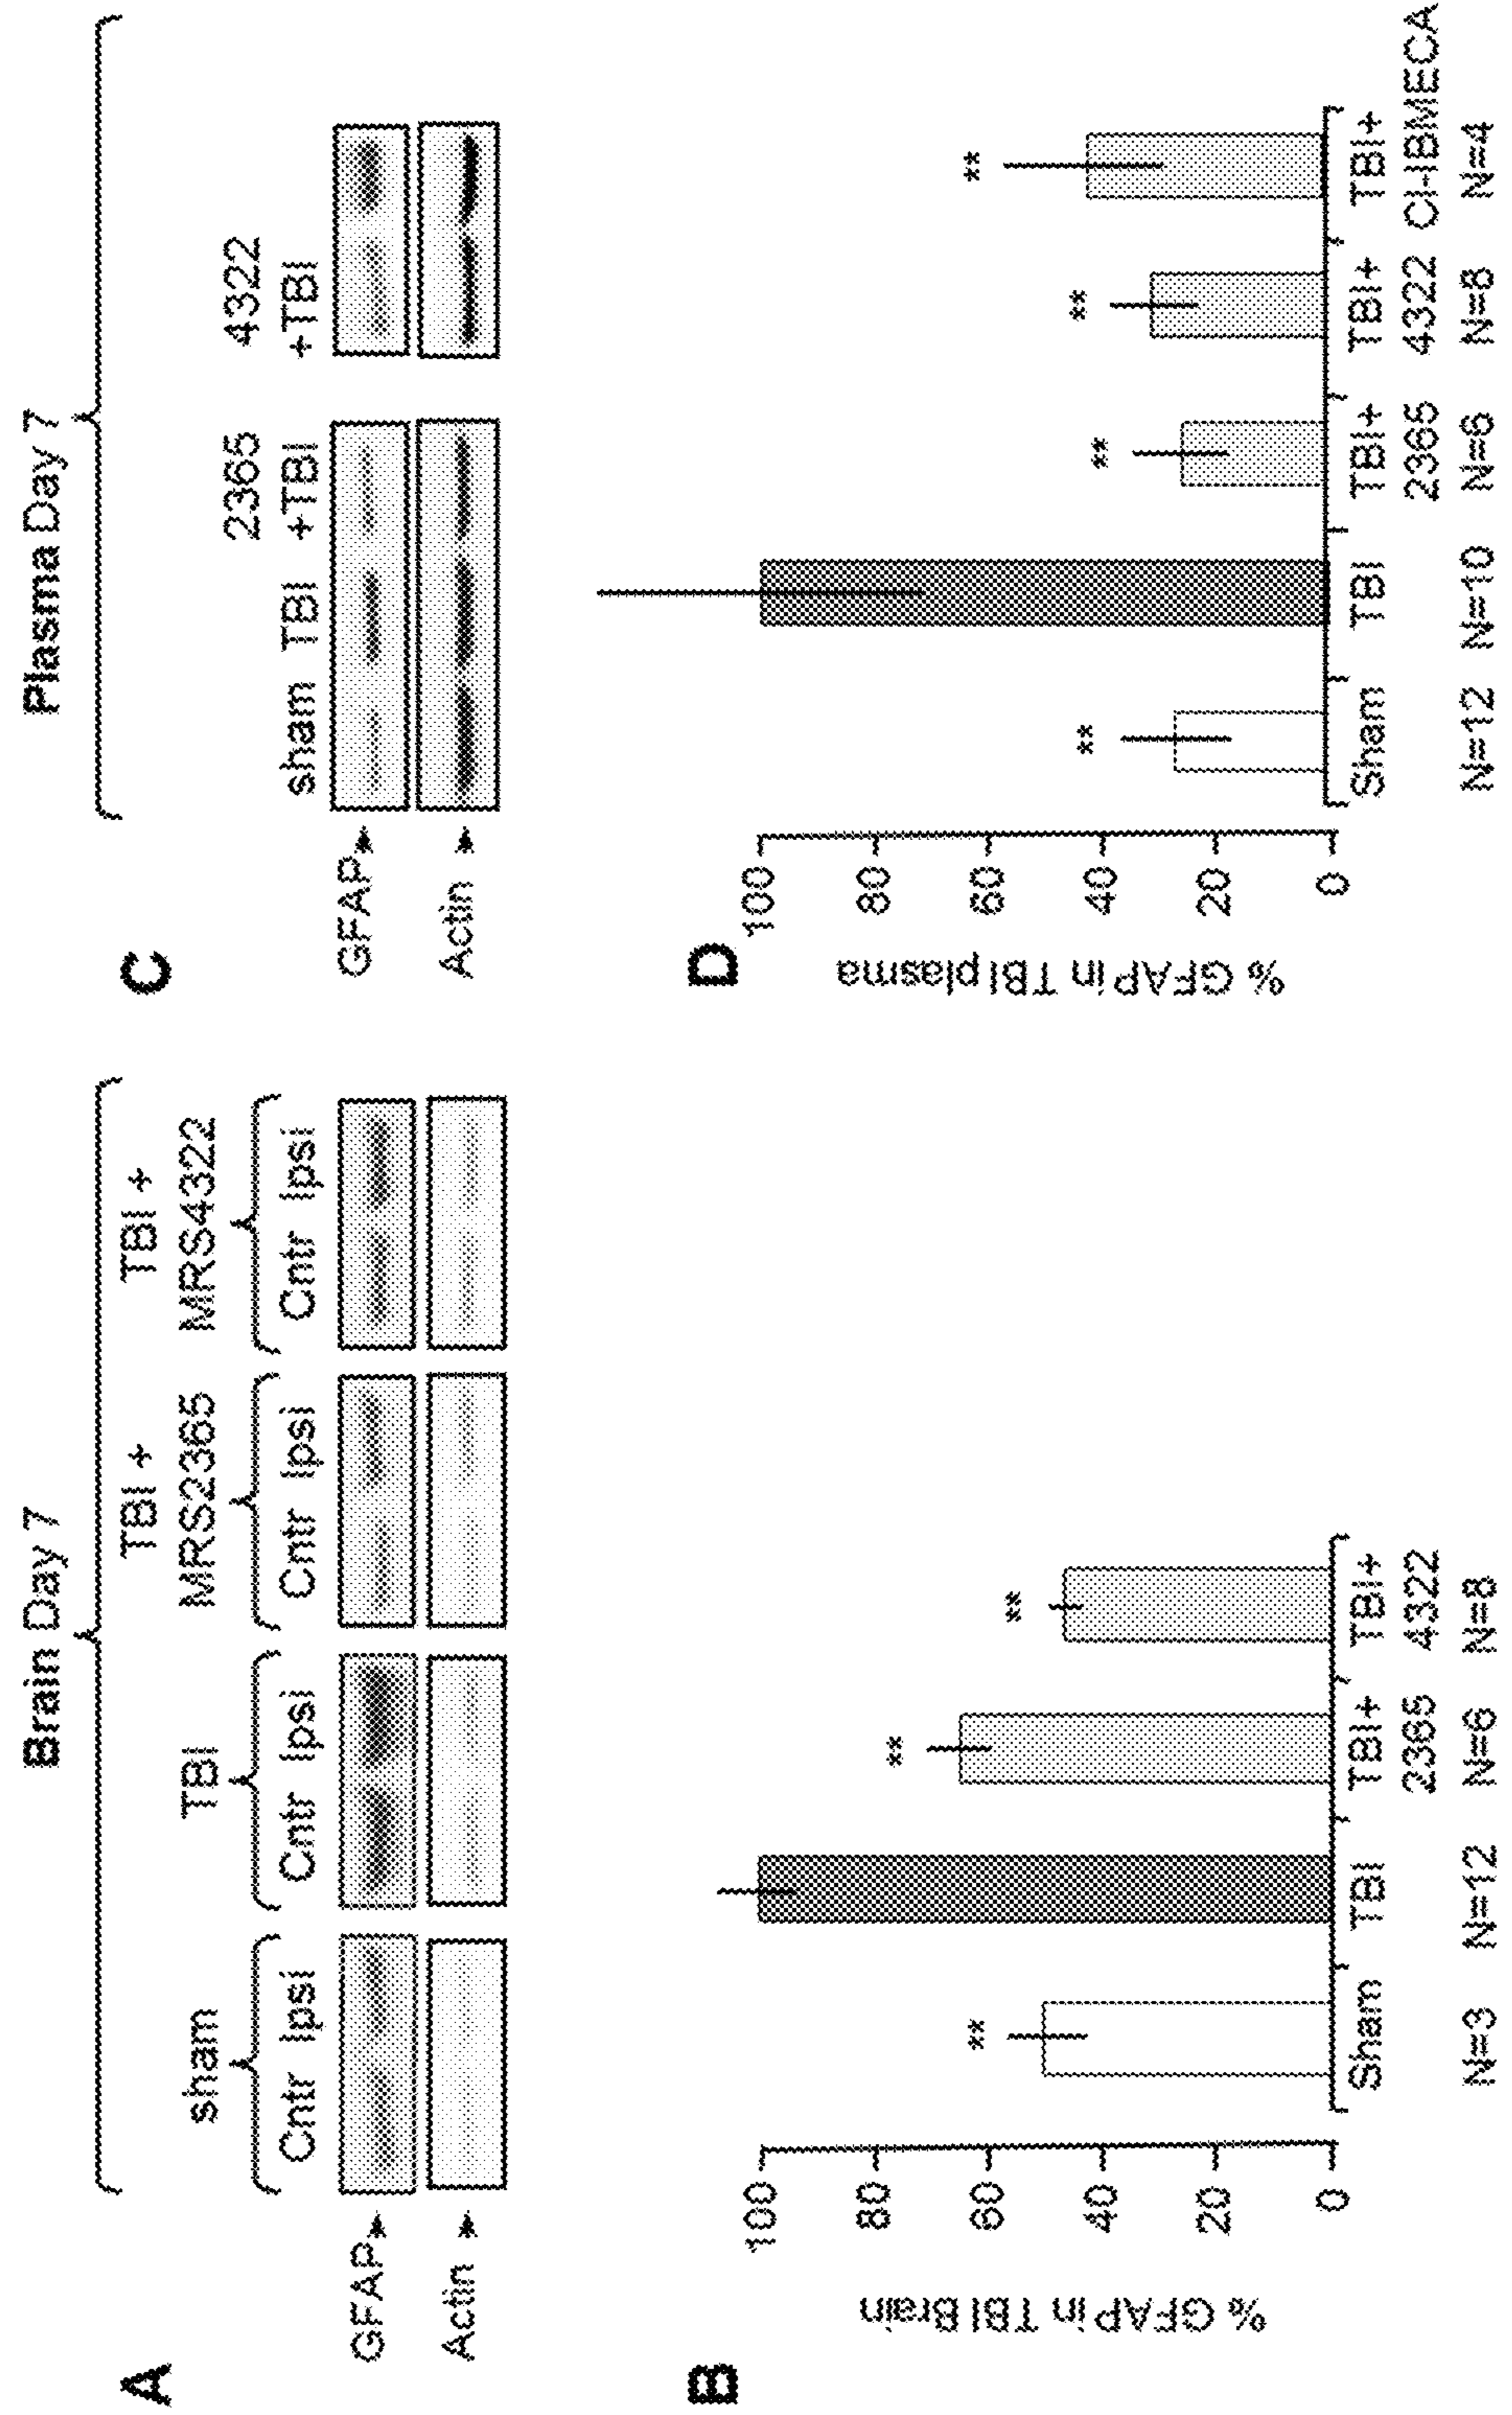 Brain Day 7
A
sham
TBI
TBI +
MRS2365
TBI +
MRS4322
Cntr Ipsi
Cntr Ipsi
Cntr Ipsi
Cntr Ipsi
GFAP
Actin
B
% GFAP in TBI Brain
100
80
60
40
20
0
**
**
**
Sham TBI TBI+ TBI+
2365 4322
N=3 N=12 N=6 N=8
Plasma Day 7
C
2365 4322
sham TBI +TBI +TBI
GFAP
Actin
D
% GFAP in TBI plasma
100
80
60
40
20
0
**
**
**
**
Sham TBI TBI+ TBI+ TBI+
2365 4322 Cl-IBMECA
N=12 N=10 N=6 N=8 N=4